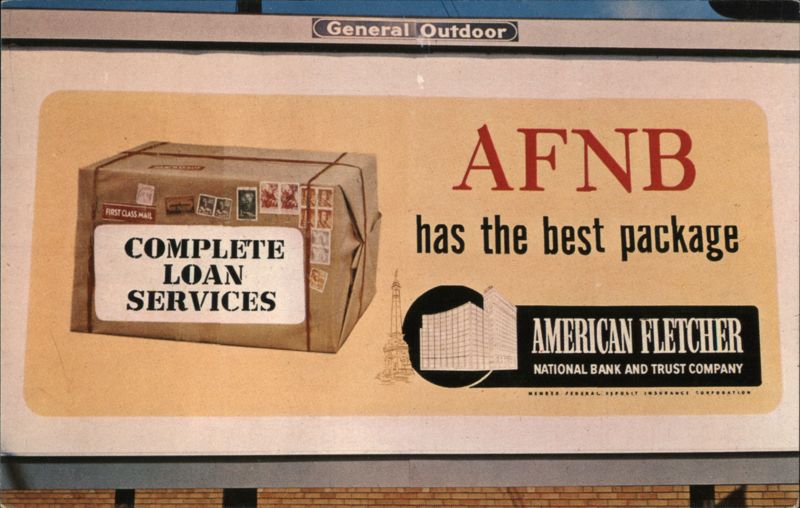 General Outdoor
AFNB
has the best package
FIRST CLASS MAIL
COMPLETE
LOAN
SERVICES
AMERICAN FLETCHER
NATIONAL BANK AND TRUST COMPANY
MEMBER FEDERAL DEPOSIT INSURANCE CORPORATION